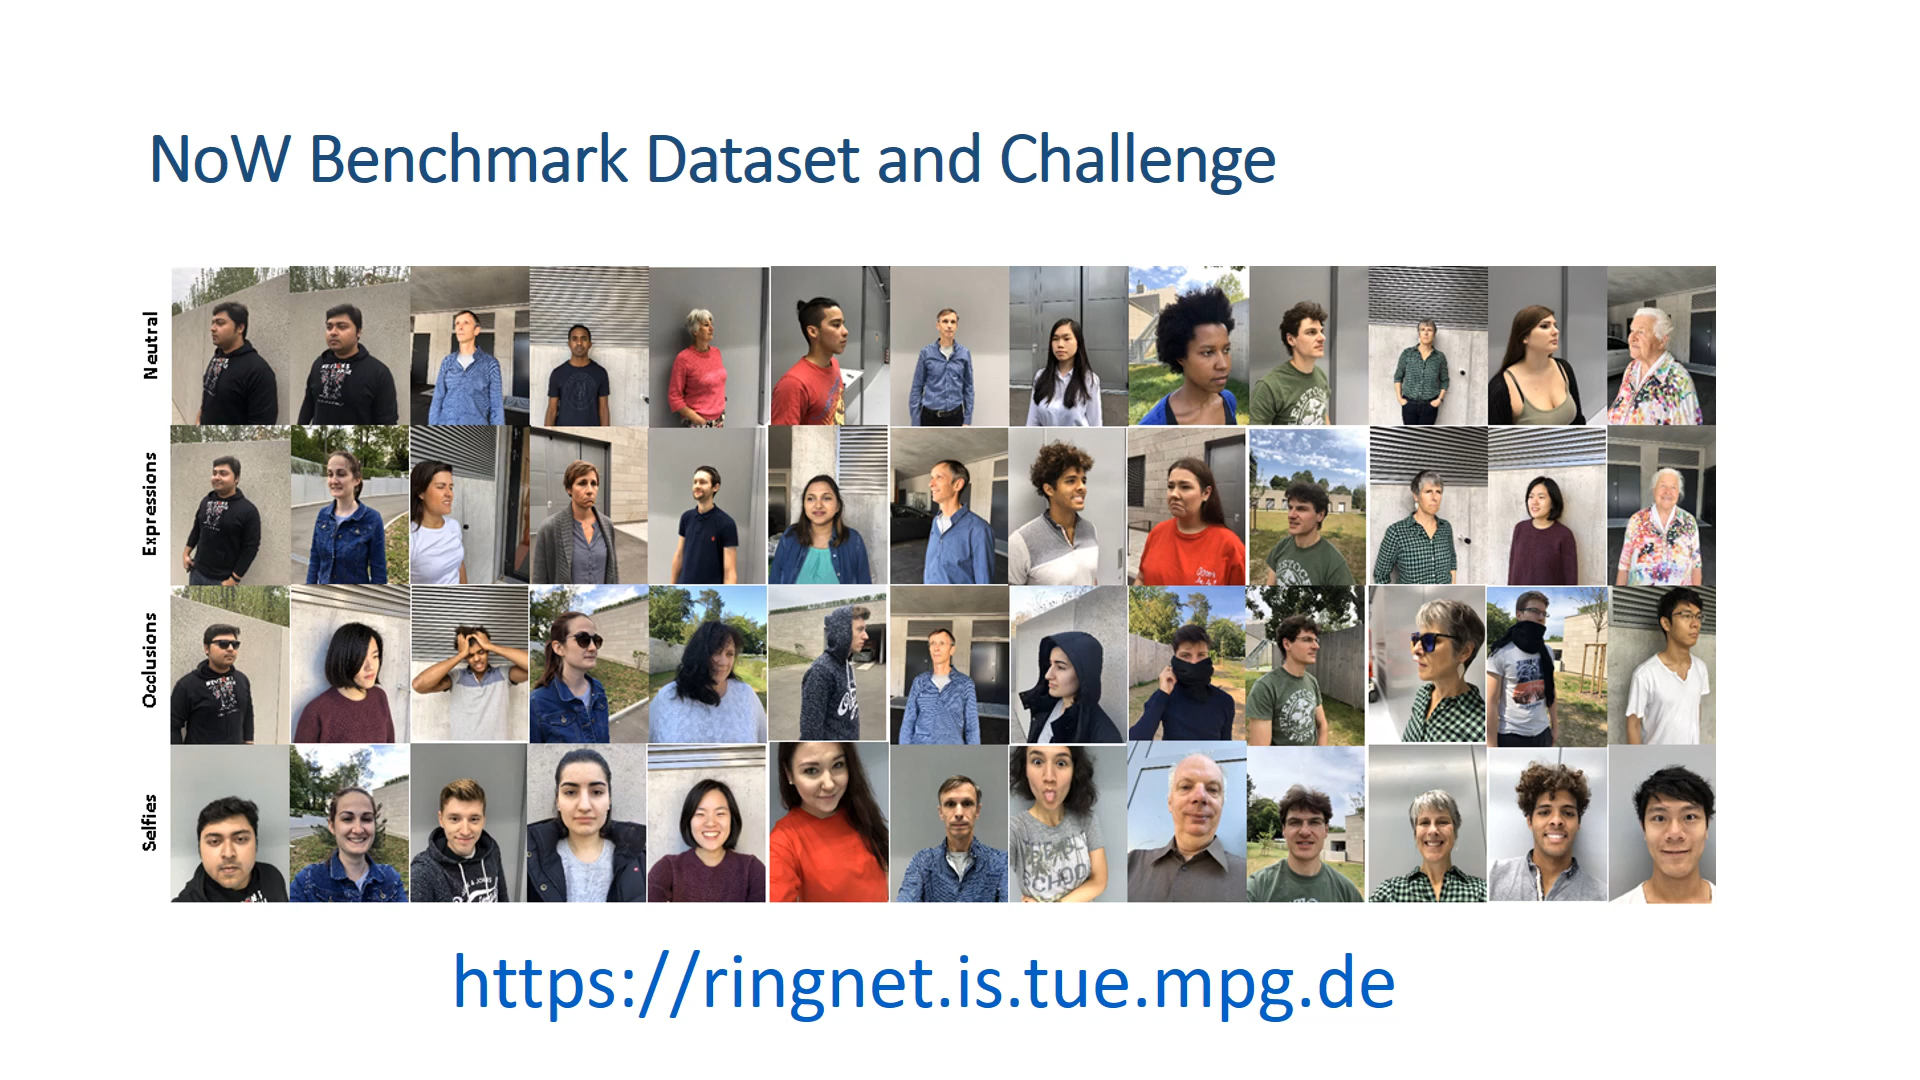 NoW Benchmark Dataset and Challenge
Neutral
Expressions
Occlusions
Selfies
https://ringnet.is.tue.mpg.de